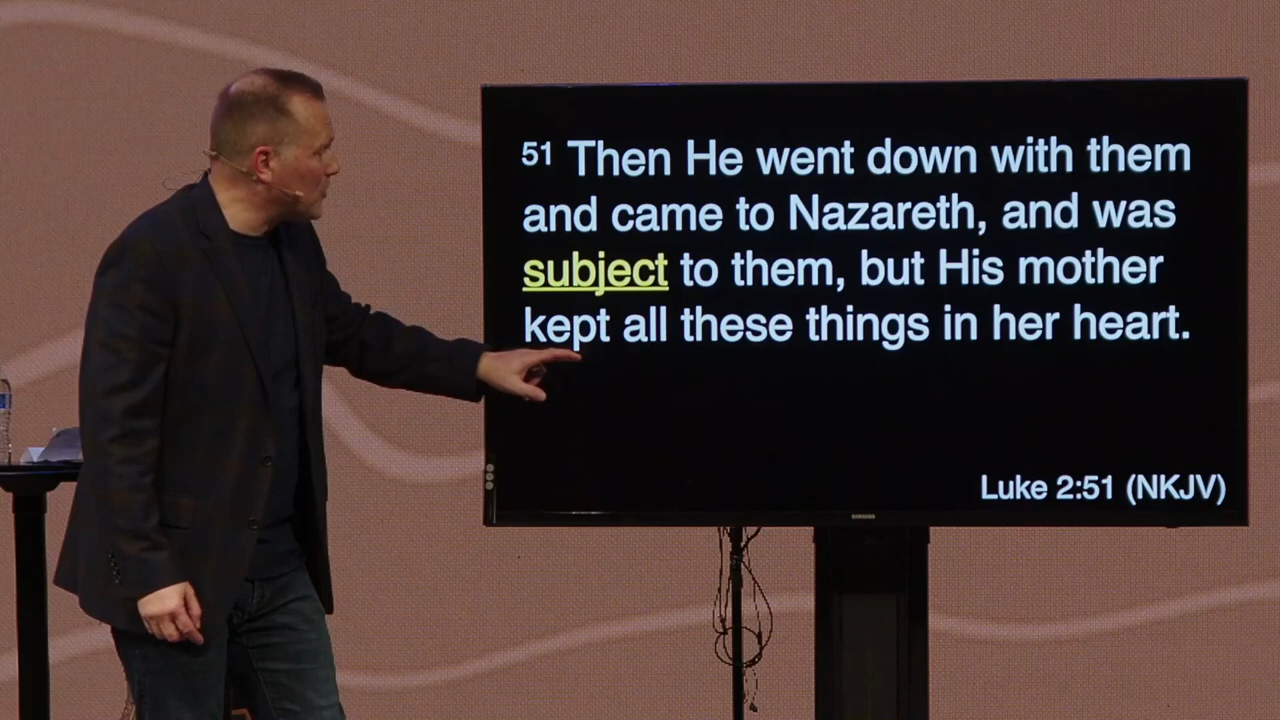 51 Then He went down with them
and came to Nazareth, and was
subject to them, but His mother
kept all these things in her heart.
Luke 2:51 (NKJV)
SAMSUNG